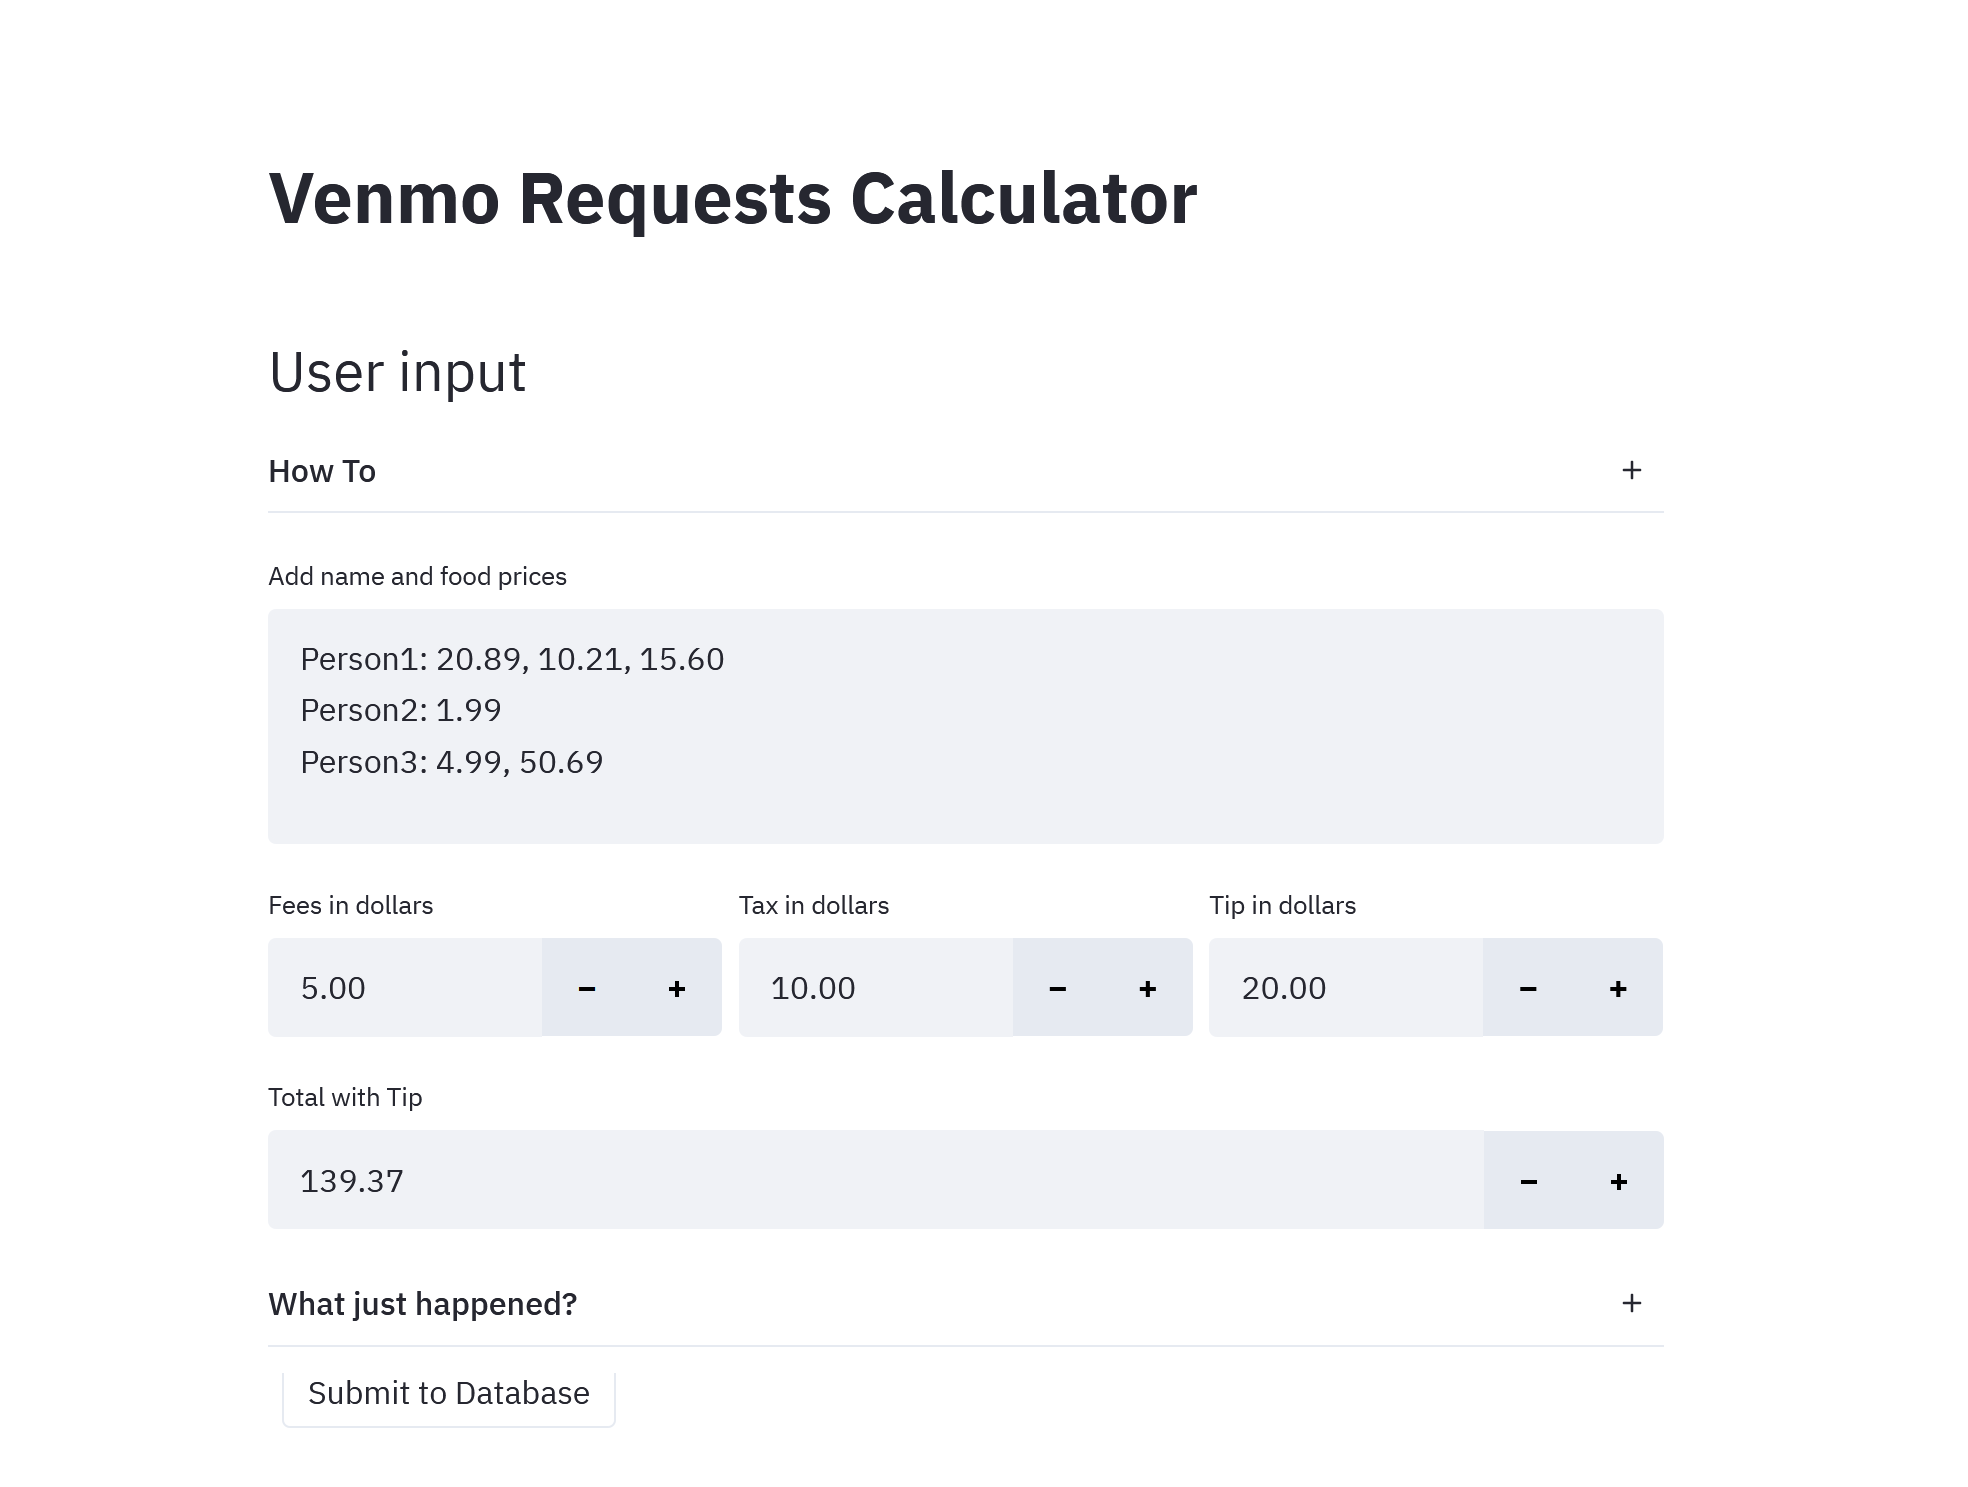 Venmo Requests Calculator
User input
How To
Add name and food prices
Person1: 20.89, 10.21, 15.60
Person2: 1.99
Person3: 4.99, 50.69
Fees in dollars
Tax in dollars
Tip in dollars
5.00 − +
10.00 − +
20.00 − +
Total with Tip
139.37 − +
What just happened?
Submit to Database